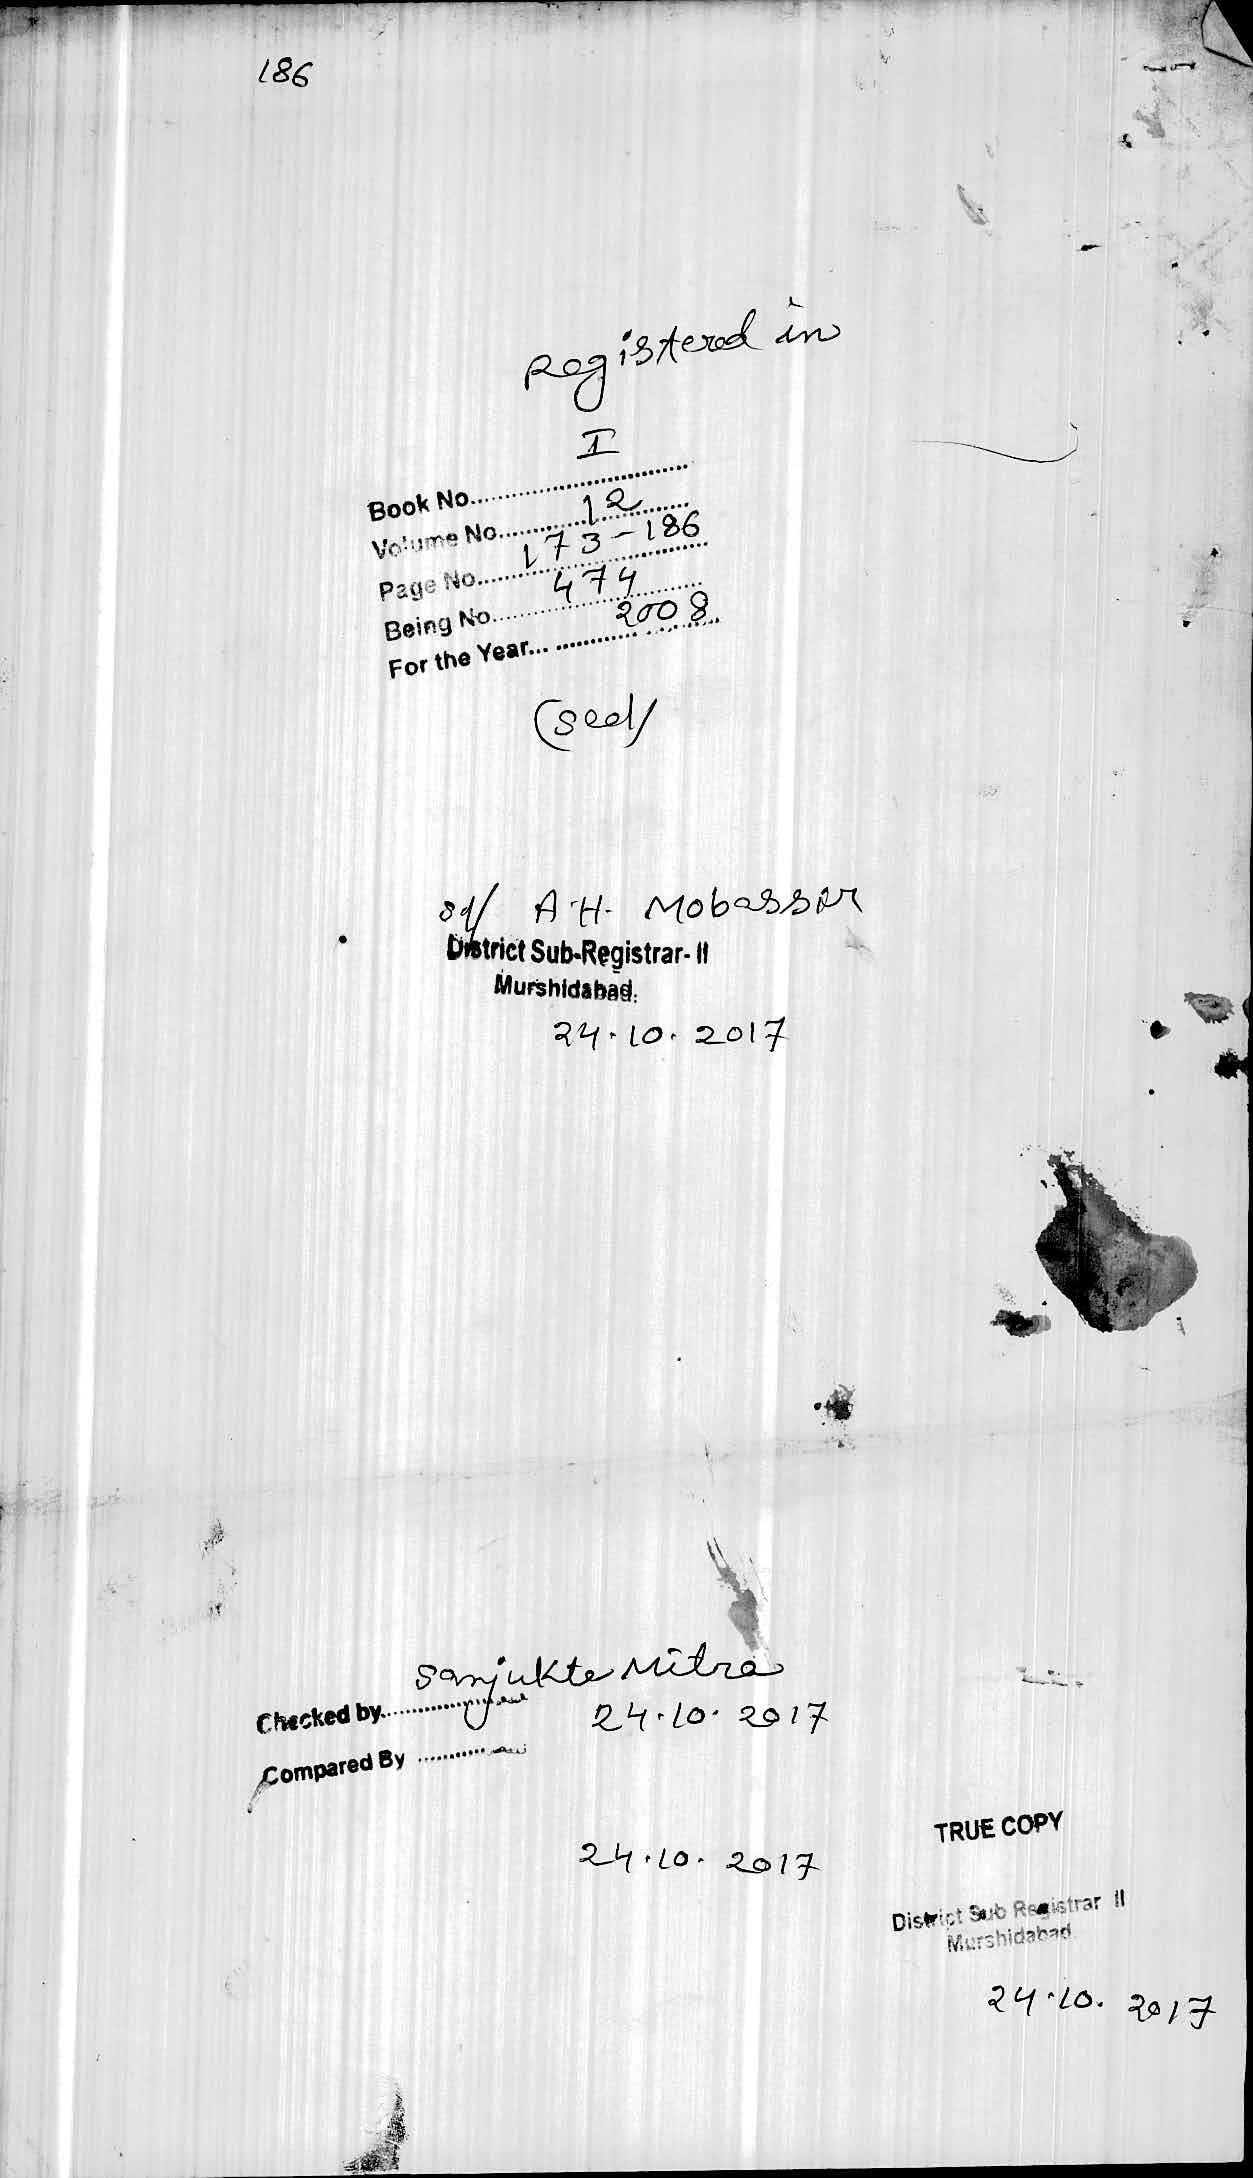 186
Registered in
Book No. I
Volume No. 12
Page No. 173-186
Being No. 474
For the Year... 2008
(seal)
sd/ A.H. Mobasser
District Sub-Registrar- II
Murshidabad.
24.10.2017
Sanjukta Mitra
Checked by 24.10.2017
Compared By
24.10.2017
TRUE COPY
District Sub Registrar II
Murshidabad
24.10.2017